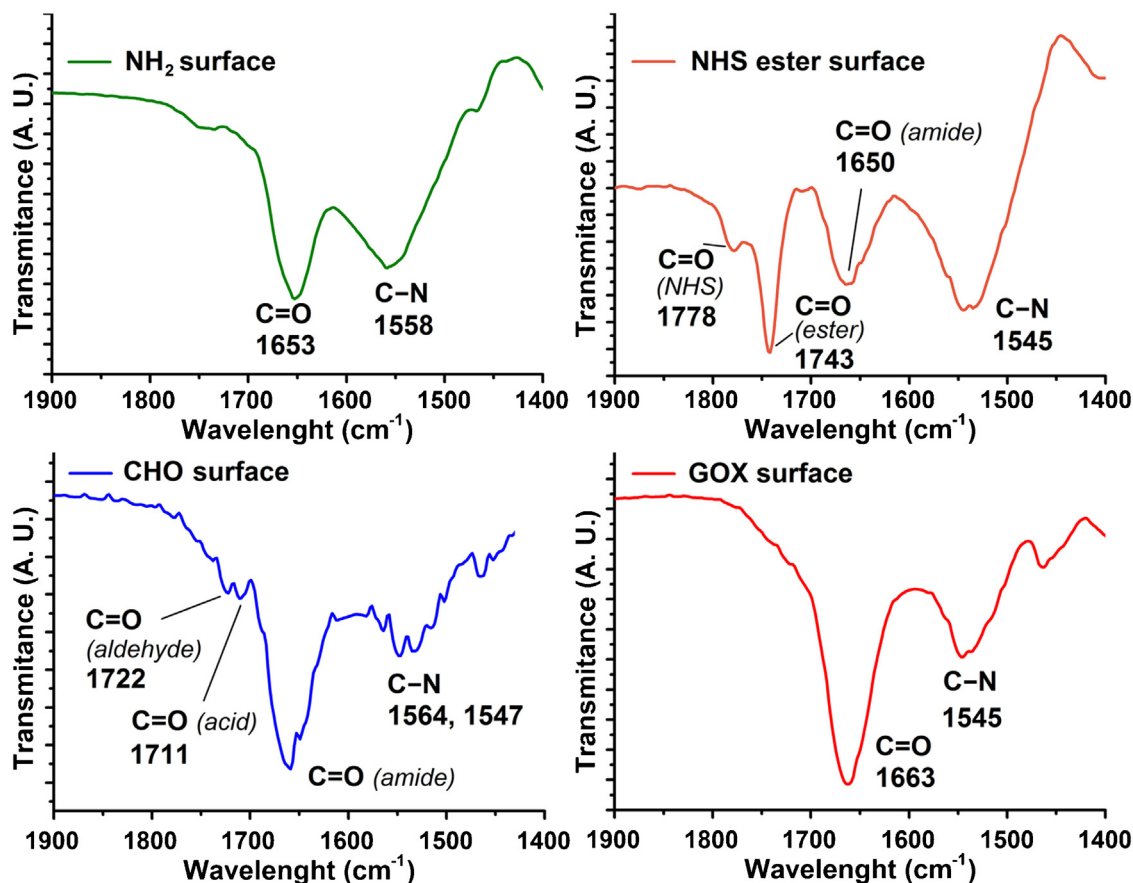 NH₂ surface
C=O
1653
C−N
1558
Transmitance (A. U.)
1900 1800 1700 1600 1500 1400
Wavelenght (cm⁻¹)
NHS ester surface
C=O (amide)
1650
C=O
(NHS)
1778
C=O
(ester)
1743
C−N
1545
Transmitance (A. U.)
1900 1800 1700 1600 1500 1400
Wavelenght (cm⁻¹)
CHO surface
C=O
(aldehyde)
1722
C=O (acid)
1711
C−N
1564, 1547
C=O (amide)
Transmitance (A. U.)
1900 1800 1700 1600 1500 1400
Wavelenght (cm⁻¹)
GOX surface
C−N
1545
C=O
1663
Transmitance (A. U.)
1900 1800 1700 1600 1500 1400
Wavelenght (cm⁻¹)